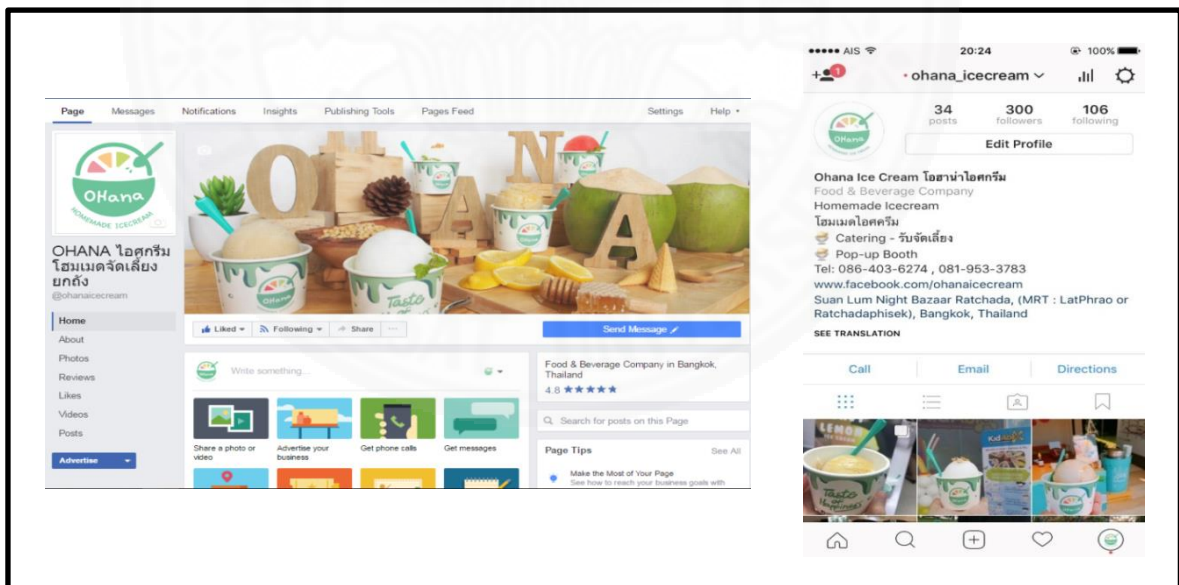 Page Messages Notifications Insights Publishing Tools Pages Feed Settings Help
OHana
HOMEMADE ICECREAM
OHANA ไอศกรีม
โฮมเมดจัดเลี้ยง
ยกถัง
@ohanaicecream
Home
About
Photos
Reviews
Likes
Videos
Posts
Advertise
OHANA
Taste
Liked Following Share ... Send Message
Write something...
Share a photo or
video
Advertise your
business
Get phone calls
Get messages
Food & Beverage Company in Bangkok,
Thailand
4.8 ★★★★★
Search for posts on this Page
Page Tips See All
Make the Most of Your Page
See how to reach your business goals with
AIS 20:24 100%
1
ohana_icecream
34 300 106
posts followers following
OHana
Edit Profile
Ohana Ice Cream โอฮาน่าไอศกรีม
Food & Beverage Company
Homemade Icecream
โฮมเมดไอศครีม
🍨 Catering - รับจัดเลี้ยง
🍨 Pop-up Booth
Tel: 086-403-6274 , 081-953-3783
www.facebook.com/ohanaicecream
Suan Lum Night Bazaar Ratchada, (MRT : LatPhrao or
Ratchadaphisek), Bangkok, Thailand
SEE TRANSLATION
Call Email Directions
LEMON
Taste
of
Happiness